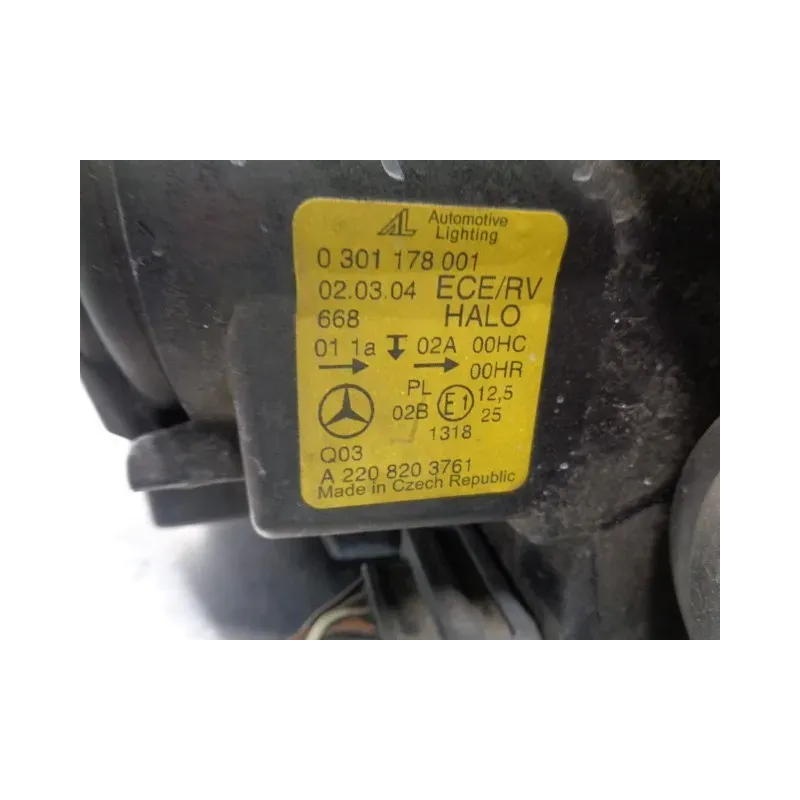 AL Automotive
Lighting
0 301 178 001
02.03.04 ECE/RV
668 HALO
01 1a 02A 00HC
00HR
PL 12,5
02B E1 25
1318
Q03
A 220 820 3761
Made in Czech Republic